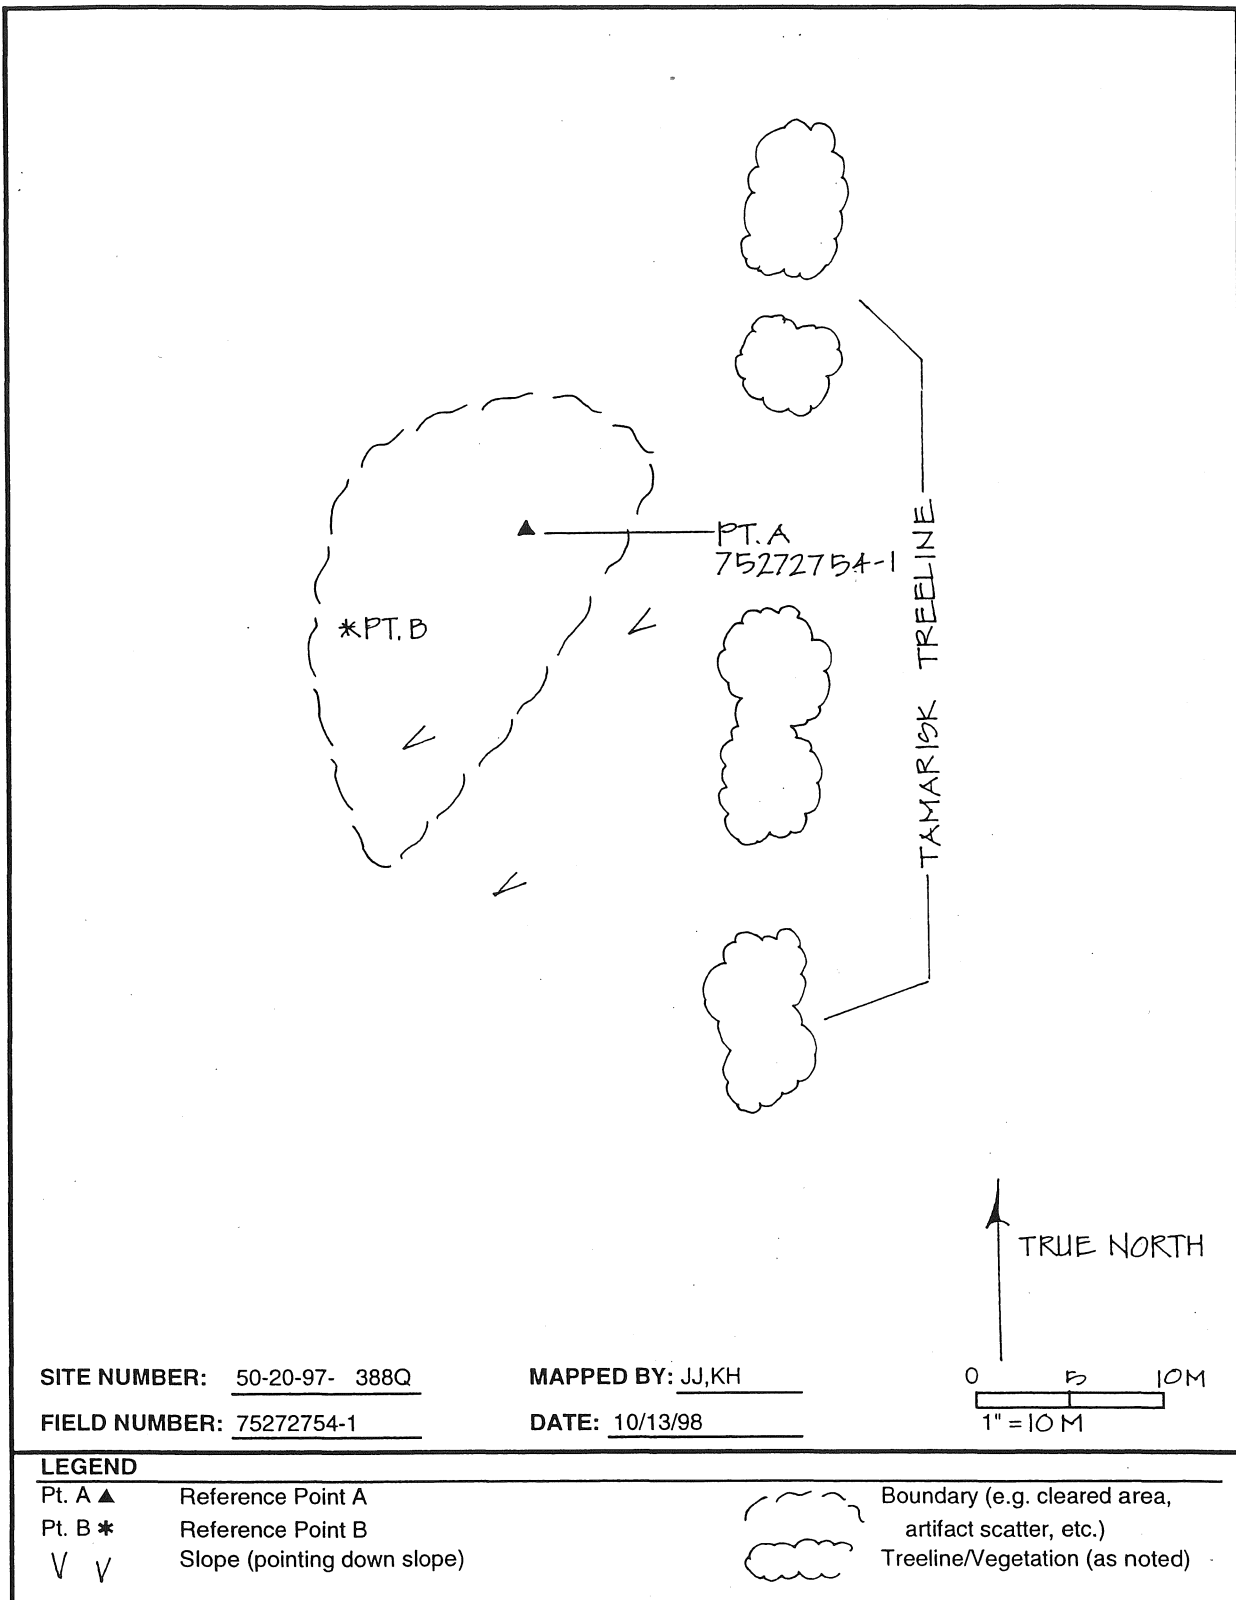 PT. A
75272754-1
*PT. B
TAMARISK TREELINE
TRUE NORTH
SITE NUMBER: 50-20-97- 388Q
MAPPED BY: JJ,KH
0 5 10M
FIELD NUMBER: 75272754-1
DATE: 10/13/98
1" = 10 M
LEGEND
Pt. A ▲ Reference Point A
Pt. B * Reference Point B
Slope (pointing down slope)
Boundary (e.g. cleared area,
artifact scatter, etc.)
Treeline/Vegetation (as noted)